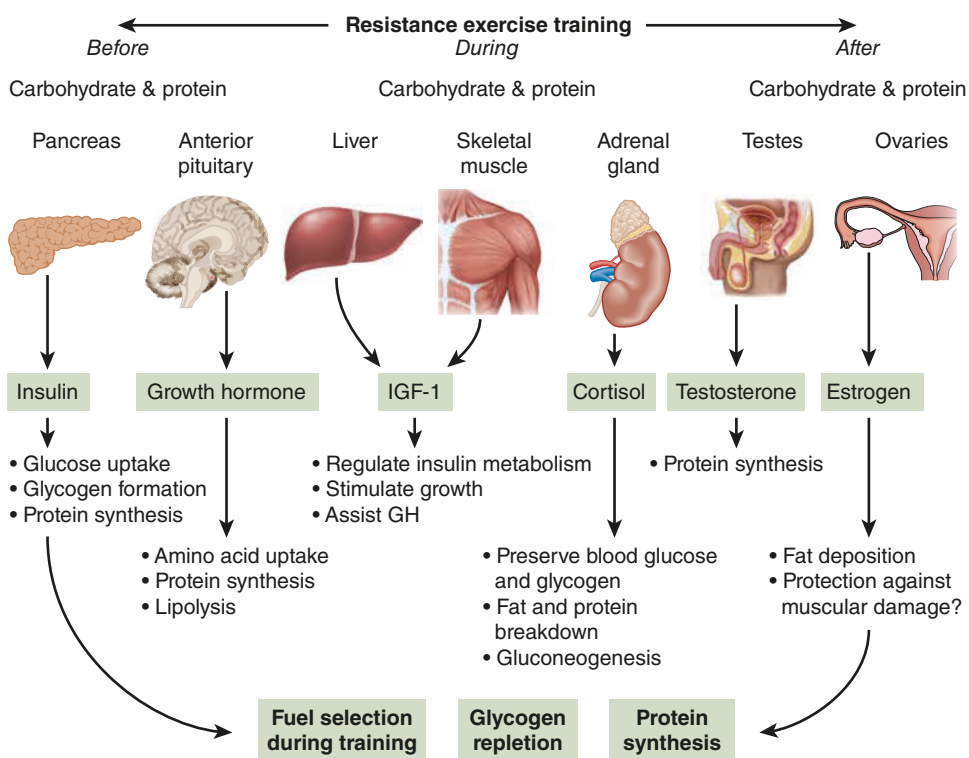 Resistance exercise training
Before
During
After
Carbohydrate & protein
Carbohydrate & protein
Carbohydrate & protein
Pancreas
Anterior
pituitary
Liver
Skeletal
muscle
Adrenal
gland
Testes
Ovaries
Insulin
Growth hormone
IGF-1
Cortisol
Testosterone
Estrogen
• Glucose uptake
• Glycogen formation
• Protein synthesis
• Amino acid uptake
• Protein synthesis
• Lipolysis
• Regulate insulin metabolism
• Stimulate growth
• Assist GH
• Preserve blood glucose
and glycogen
• Fat and protein
breakdown
• Gluconeogenesis
• Protein synthesis
• Fat deposition
• Protection against
muscular damage?
Fuel selection
during training
Glycogen
repletion
Protein
synthesis